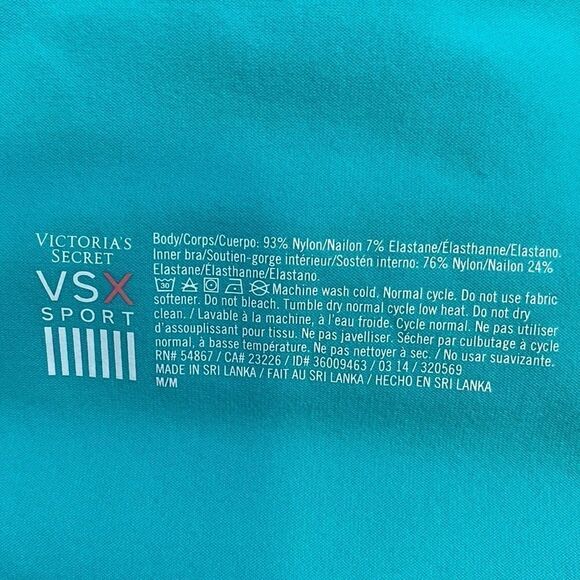 VICTORIA'S
SECRET
VSX
SPORT
Body/Corps/Cuerpo: 93% Nylon/Nailon 7% Elastane/Élasthanne/Elastano.
Inner bra/Soutien-gorge intérieur/Sostén interno: 76% Nylon/Nailon 24%
Elastane/Élasthanne/Elastano.
30 Machine wash cold. Normal cycle. Do not use fabric
softener. Do not bleach. Tumble dry normal cycle low heat. Do not dry
clean. / Lavable à la machine, à l'eau froide. Cycle normal. Ne pas utiliser
d'assouplissant pour tissu. Ne pas javelliser. Sécher par culbutage à cycle
normal, à basse température. Ne pas nettoyer à sec. / No usar suavizante.
RN# 54867 / CA# 23226 / ID# 36009463 / 03 14 / 320569
MADE IN SRI LANKA / FAIT AU SRI LANKA / HECHO EN SRI LANKA
M/M